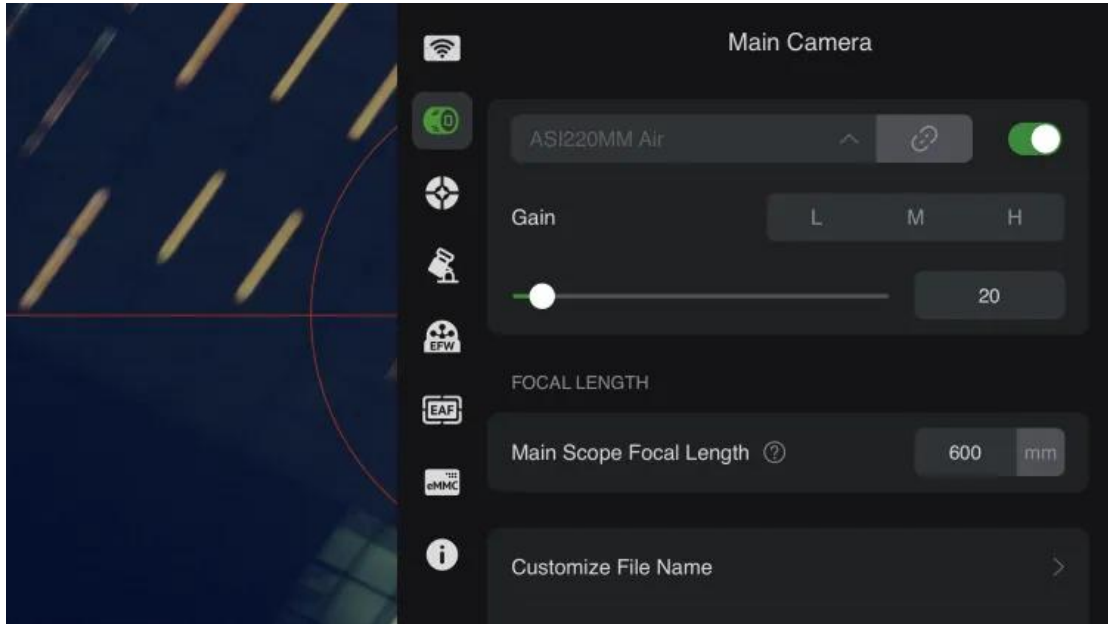 Main Camera
ASI220MM Air
Gain
L M H
20
EFW
FOCAL LENGTH
EAF
Main Scope Focal Length ?
600 mm
eMMC
i
Customize File Name